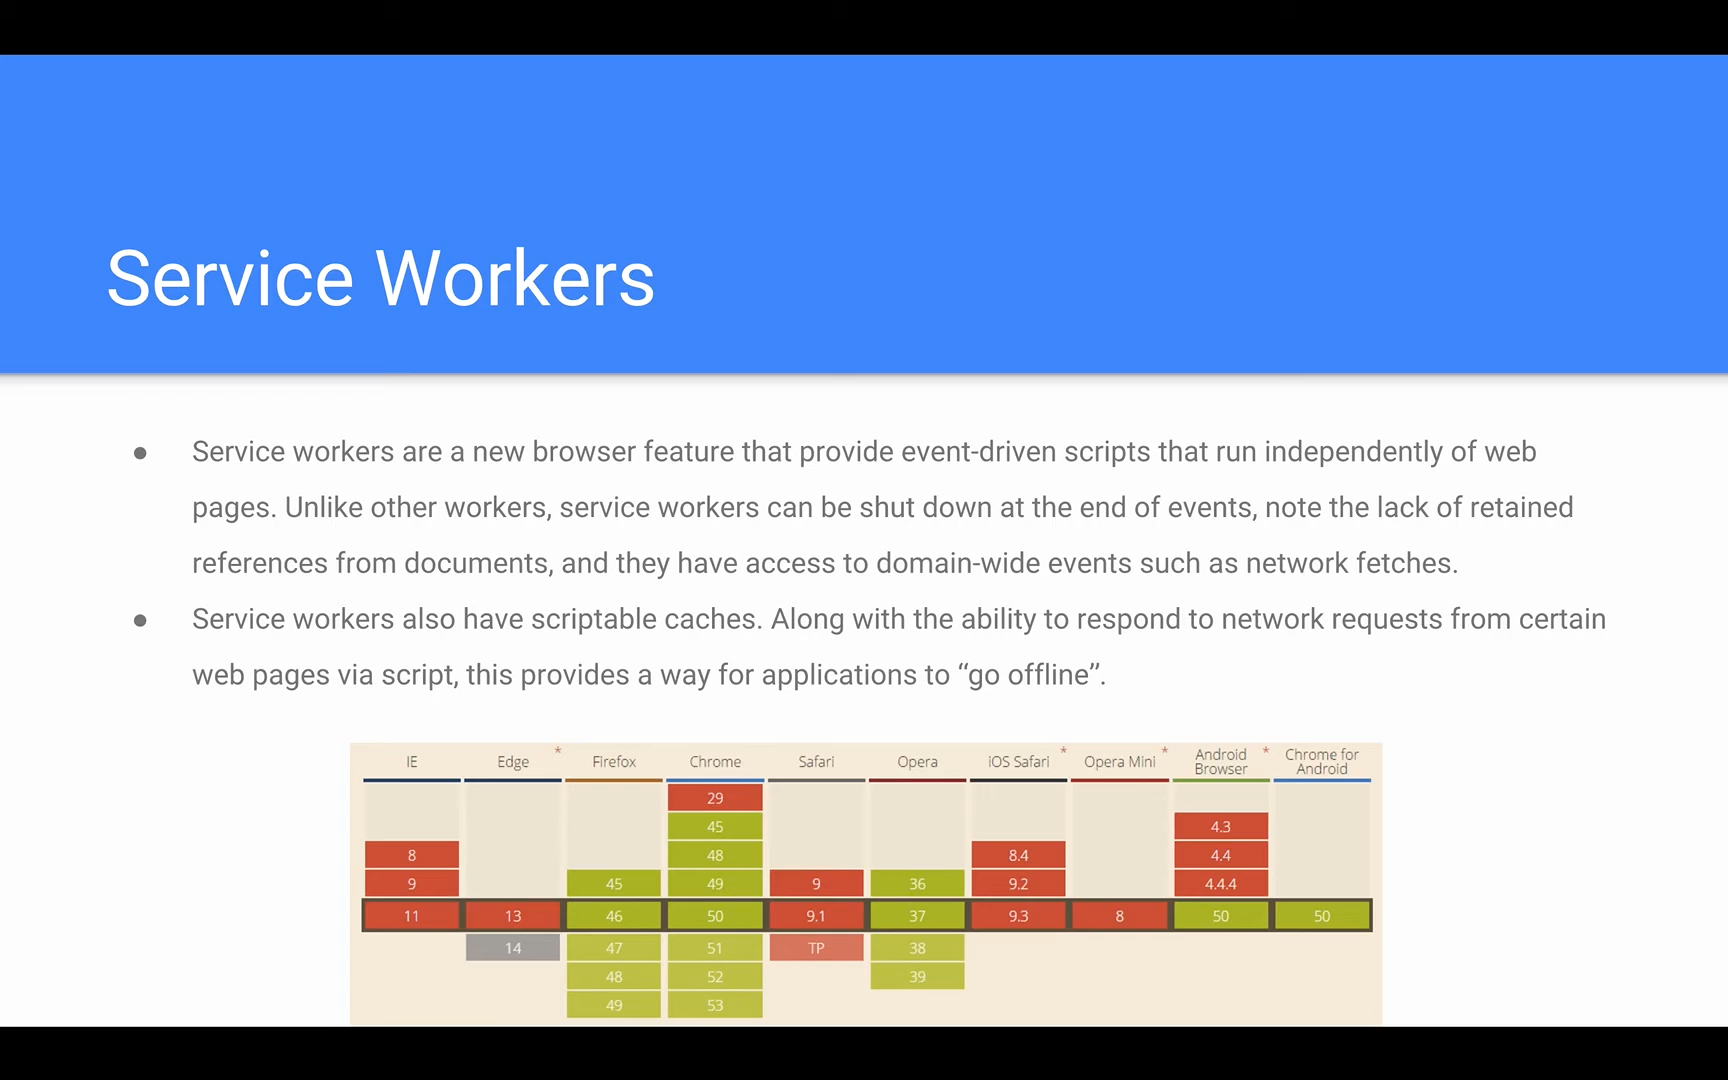 Service Workers
● Service workers are a new browser feature that provide event-driven scripts that run independently of web
pages. Unlike other workers, service workers can be shut down at the end of events, note the lack of retained
references from documents, and they have access to domain-wide events such as network fetches.
● Service workers also have scriptable caches. Along with the ability to respond to network requests from certain
web pages via script, this provides a way for applications to “go offline”.
IE Edge * Firefox Chrome Safari Opera iOS Safari * Opera Mini * Android Browser * Chrome for Android
29
45 4.3
8 48 8.4 4.4
9 45 49 9 36 9.2 4.4.4
11 13 46 50 9.1 37 9.3 8 50 50
14 47 51 TP 38
48 52 39
49 53